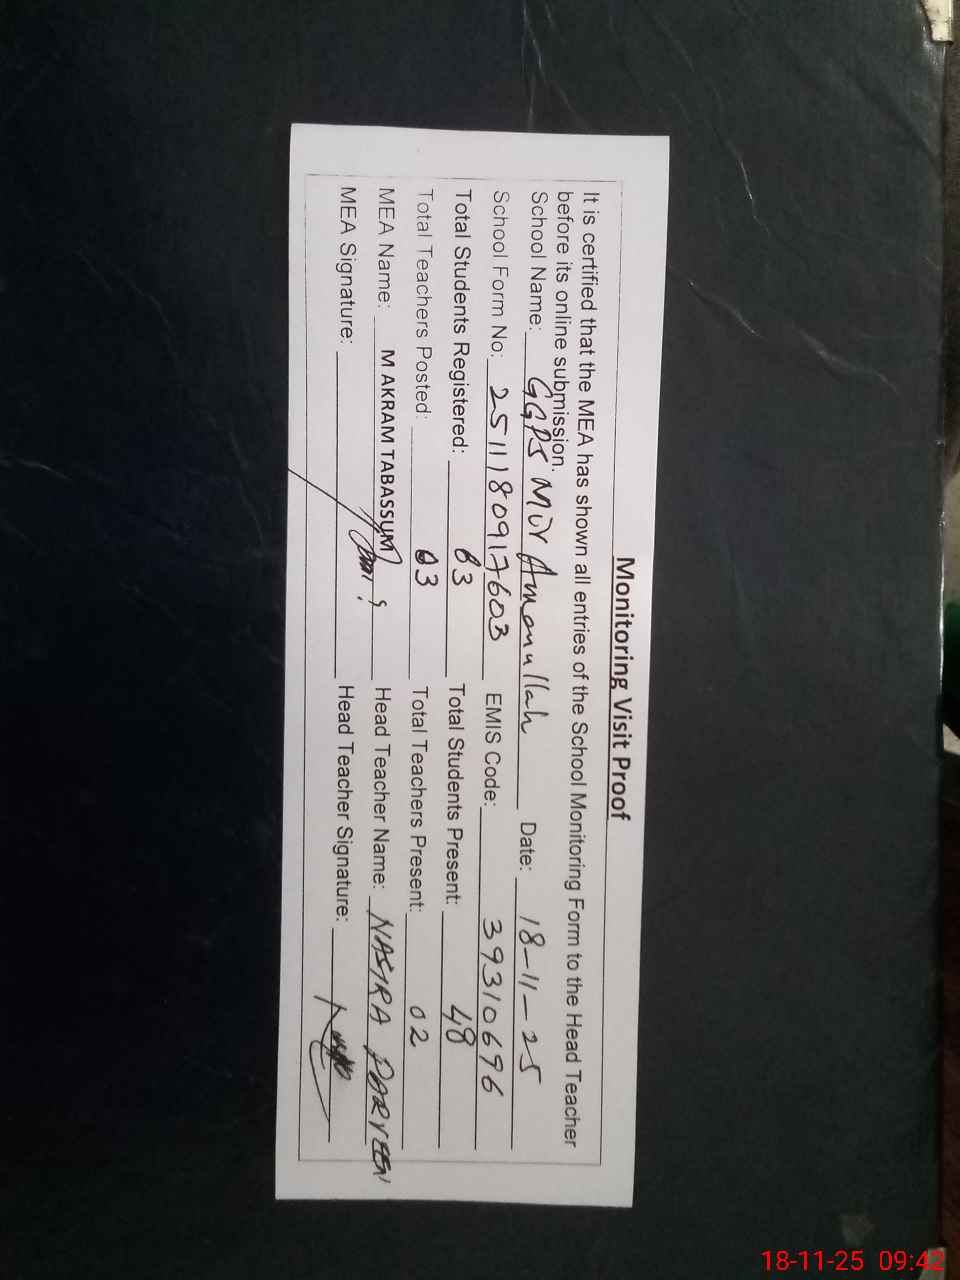 Monitoring Visit Proof
It is certified that the MEA has shown all entries of the School Monitoring Form to the Head Teacher
before its online submission.
School Name: GGPS Mur Amanullah Date: 18-11-25
School Form No: 2511180917603 EMIS Code: 39310696
Total Students Registered: 63 Total Students Present: 48
Total Teachers Posted: 03 Total Teachers Present: 02
MEA Name: M AKRAM TABASSUM Head Teacher Name: NASIRA PARVEEN
MEA Signature: Head Teacher Signature:
18-11-25 09:42